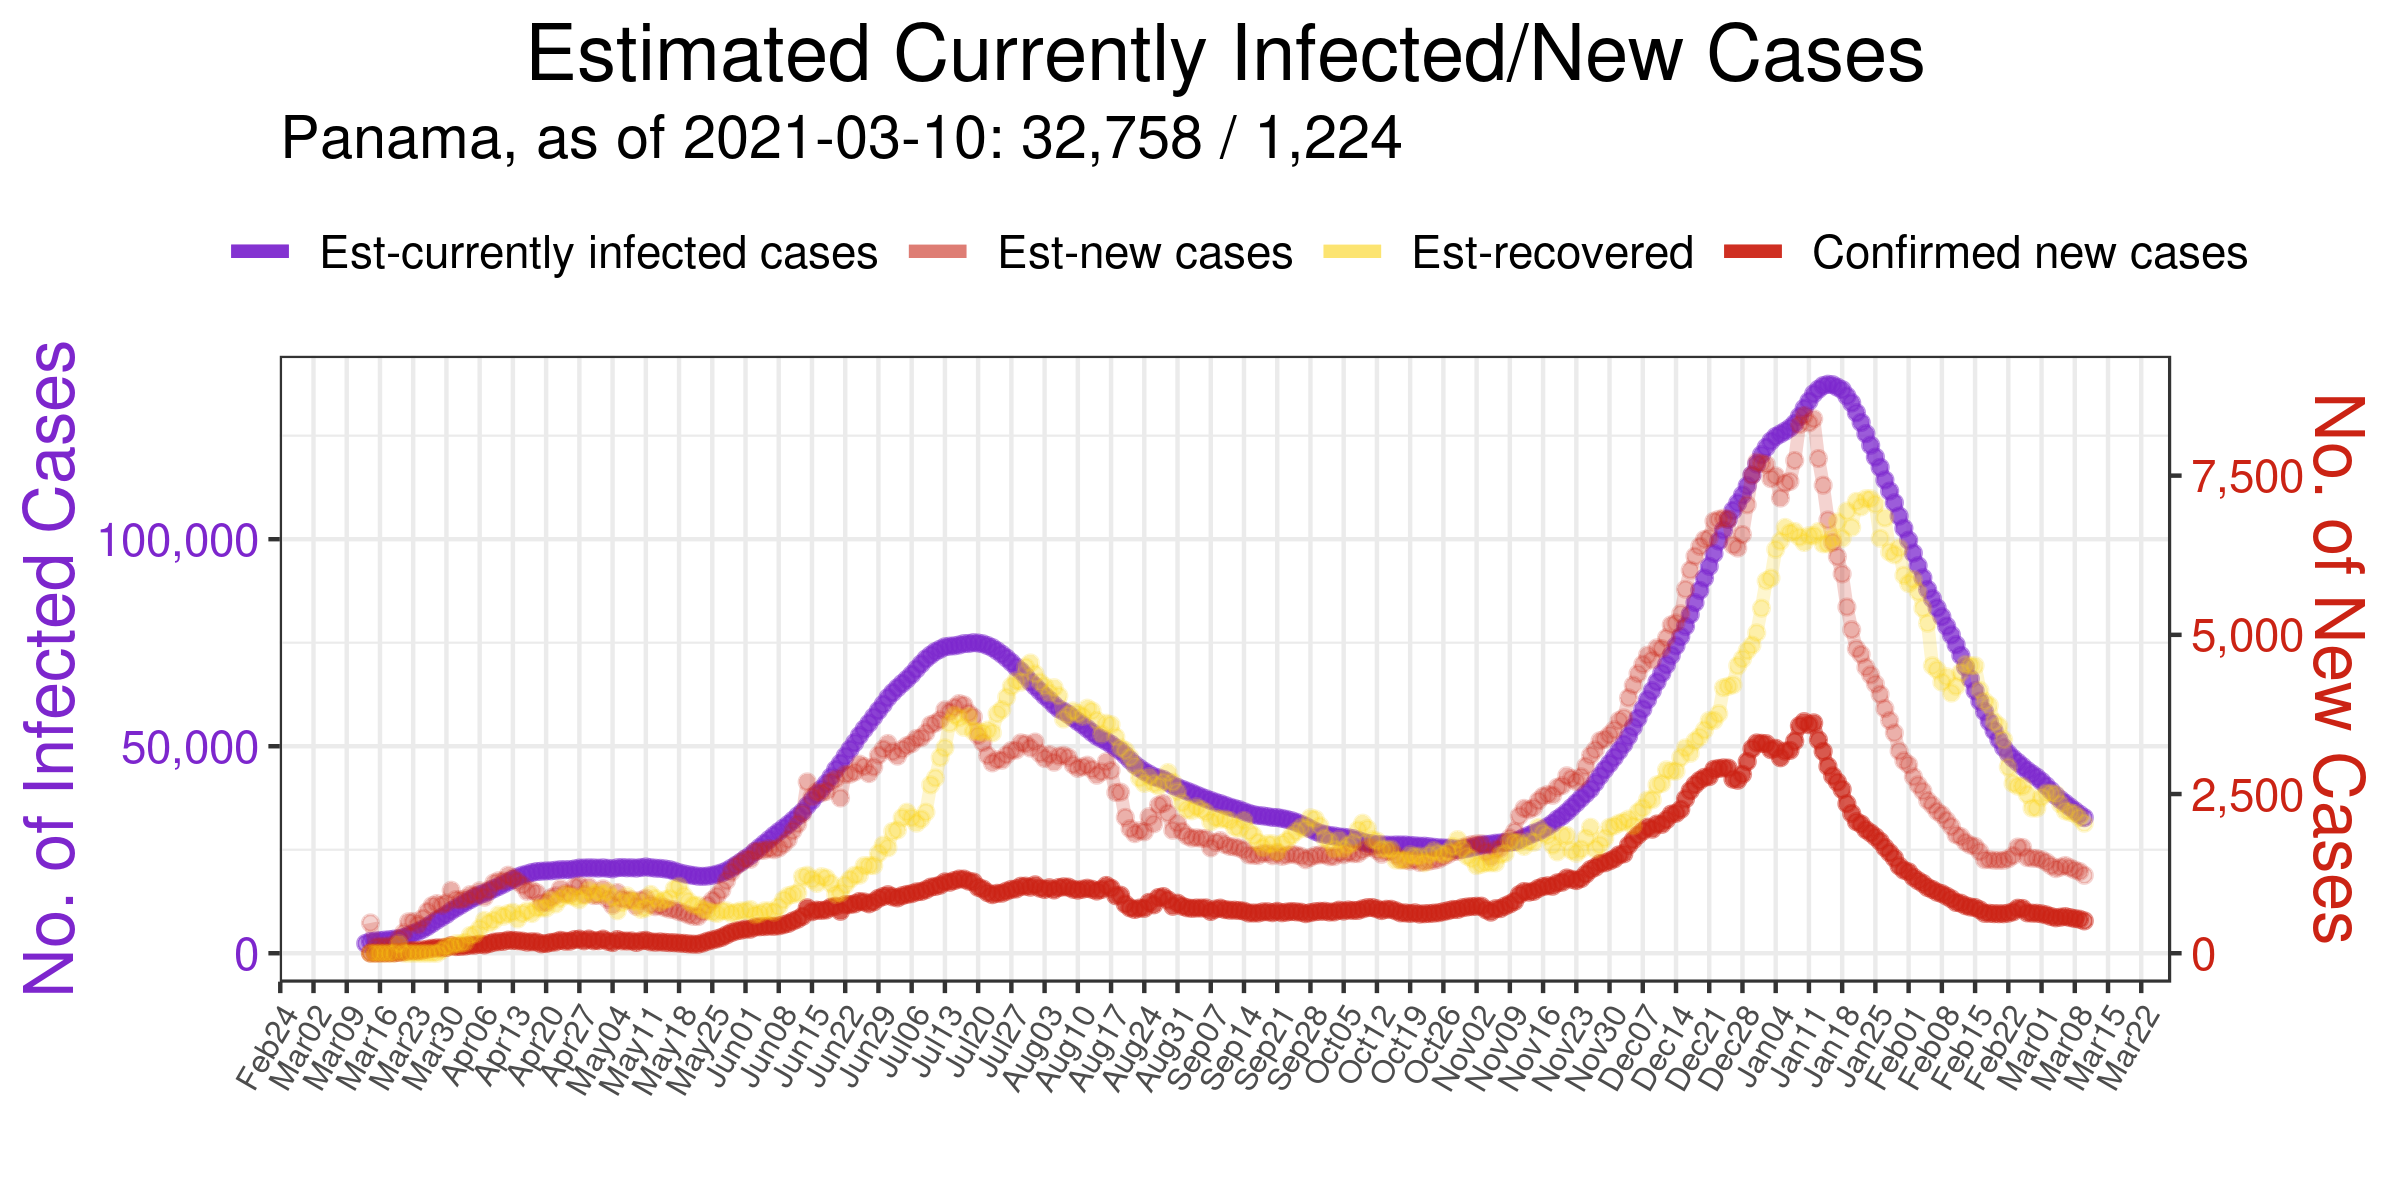 Estimated Currently Infected/New Cases
Panama, as of 2021-03-10: 32,758 / 1,224
Est-currently infected cases Est-new cases Est-recovered Confirmed new cases
No. of Infected Cases
100,000
50,000
0
7,500
5,000
2,500
0
No. of New Cases
Feb24 Mar02 Mar09 Mar16 Mar23 Mar30 Apr06 Apr13 Apr20 Apr27 May04 May11 May18 May25 Jun01 Jun08 Jun15 Jun22 Jun29 Jul06 Jul13 Jul20 Jul27 Aug03 Aug10 Aug17 Aug24 Aug31 Sep07 Sep14 Sep21 Sep28 Oct05 Oct12 Oct19 Oct26 Nov02 Nov09 Nov16 Nov23 Nov30 Dec07 Dec14 Dec21 Dec28 Jan04 Jan11 Jan18 Jan25 Feb01 Feb08 Feb15 Feb22 Mar01 Mar08 Mar15 Mar22